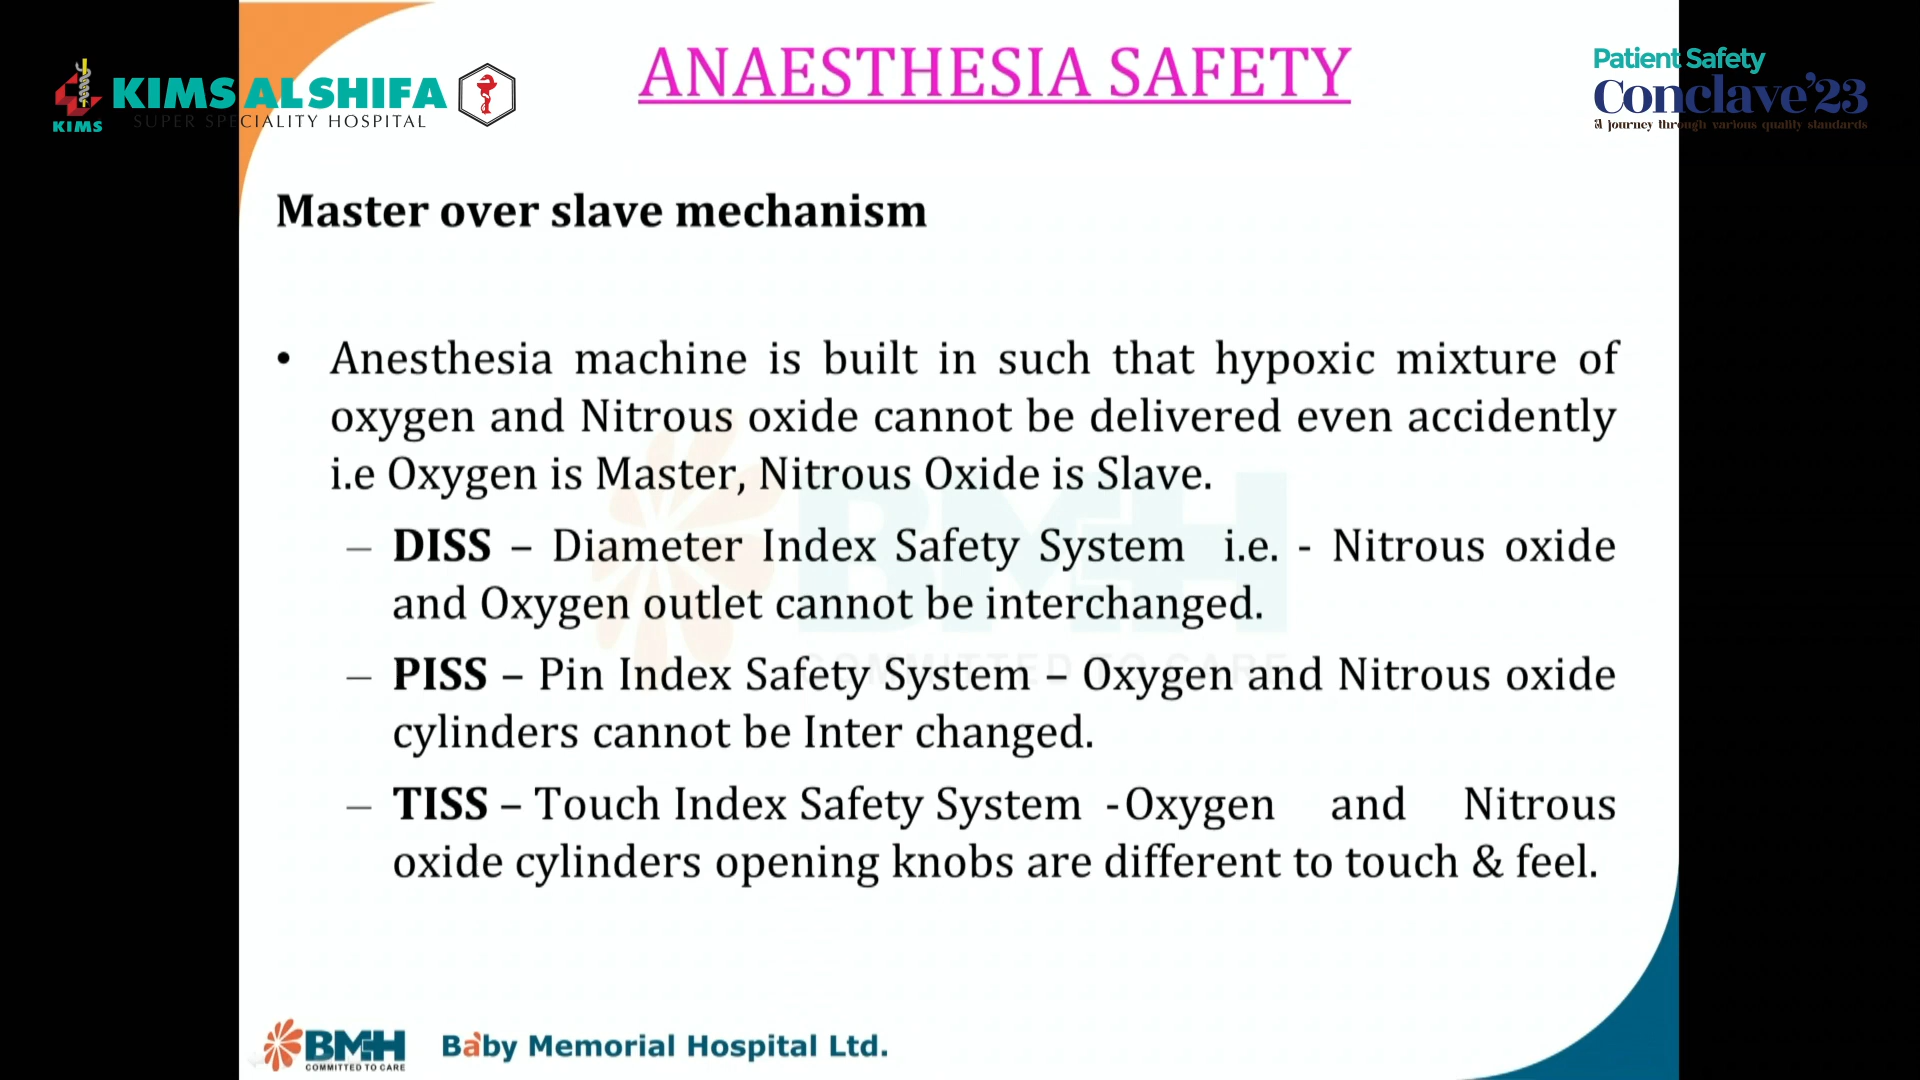 ANAESTHESIA SAFETY
KIMS ALSHIFA
SUPER SPECIALITY HOSPITAL
KIMS
Patient Safety
Conclave'23
A journey through various quality standards
Master over slave mechanism
• Anesthesia machine is built in such that hypoxic mixture of
oxygen and Nitrous oxide cannot be delivered even accidently
i.e Oxygen is Master, Nitrous Oxide is Slave.
– DISS – Diameter Index Safety System i.e. - Nitrous oxide
and Oxygen outlet cannot be interchanged.
– PISS – Pin Index Safety System – Oxygen and Nitrous oxide
cylinders cannot be Inter changed.
– TISS – Touch Index Safety System -Oxygen and Nitrous
oxide cylinders opening knobs are different to touch & feel.
BMH
COMMITTED TO CARE
BMH
COMMITTED TO CARE
Baby Memorial Hospital Ltd.